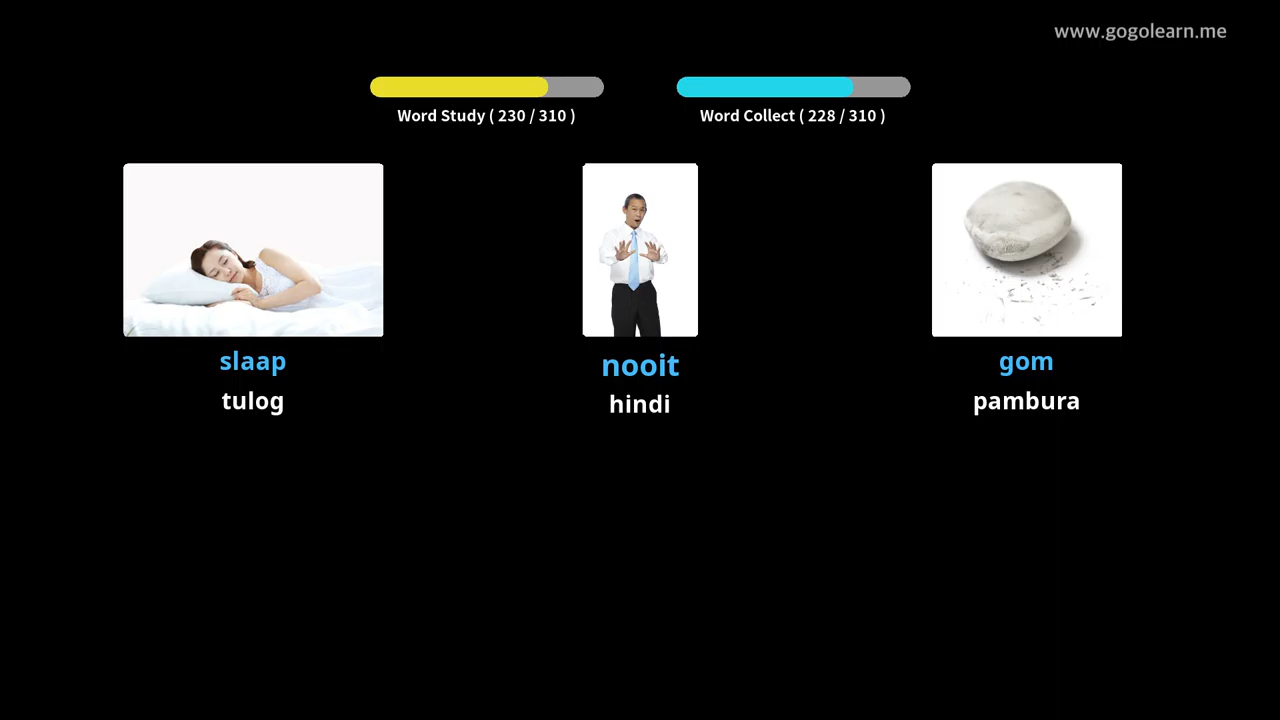 www.gogolearn.me
Word Study ( 230 / 310 )
Word Collect ( 228 / 310 )
slaap
tulog
nooit
hindi
gom
pambura